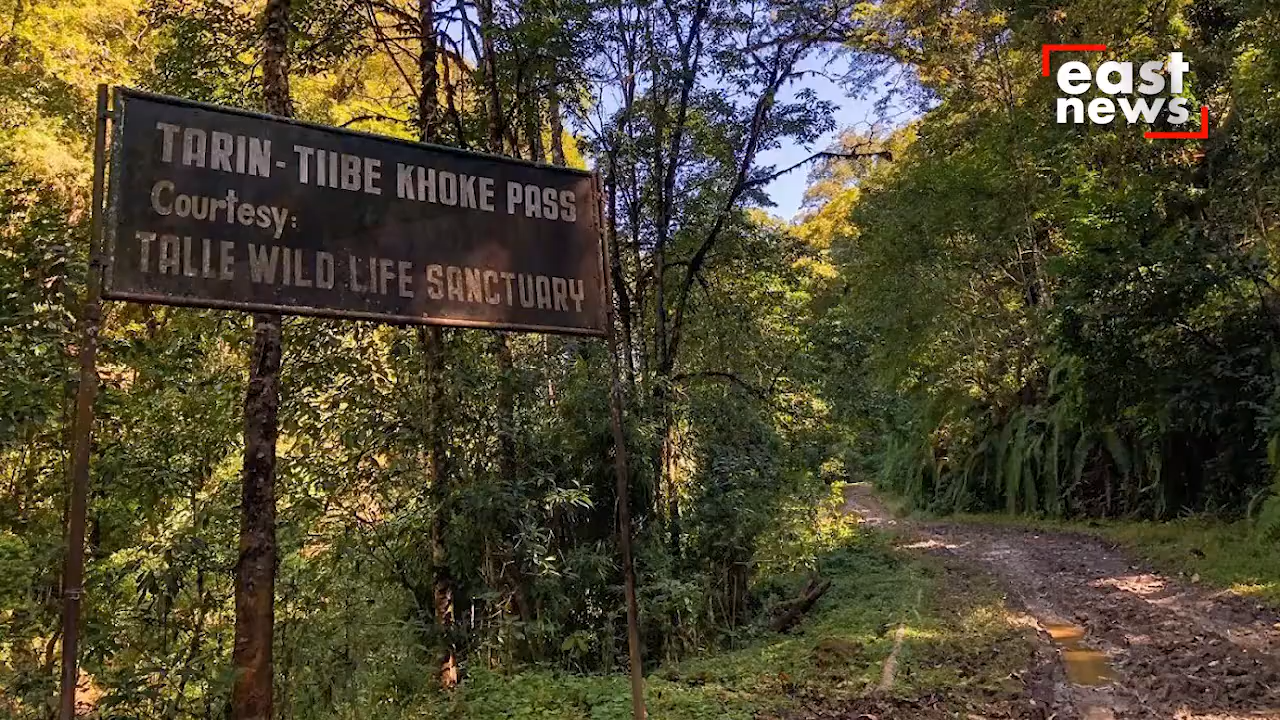 TARIN-TIIBE KHOKE PASS
Courtesy:
TALLE WILD LIFE SANCTUARY
east
news